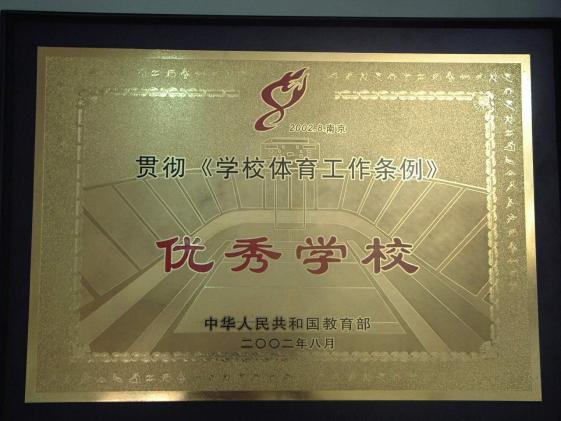 2002.8.南京
贯彻《学校体育工作条例》
优秀学校
中华人民共和国教育部
二〇〇二年八月